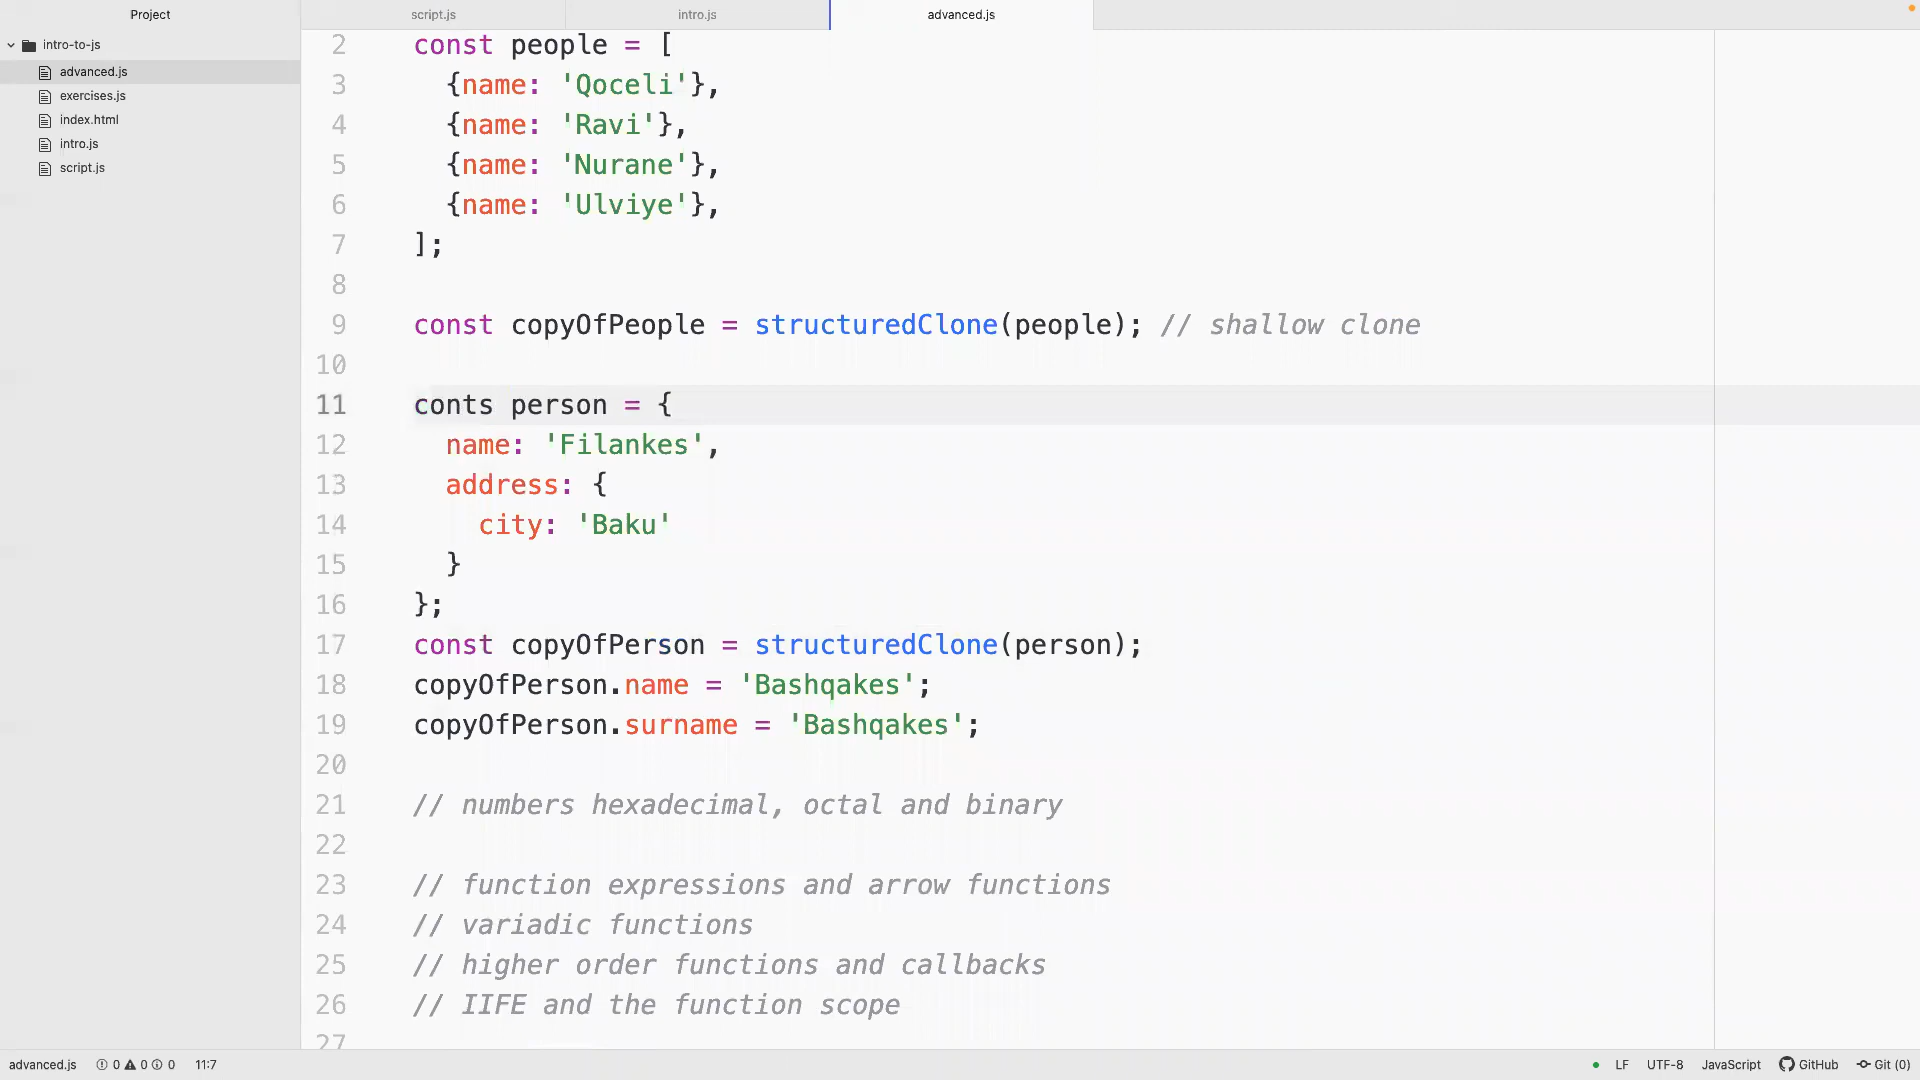 Project
script.js
intro.js
advanced.js
intro-to-js
advanced.js
exercises.js
index.html
intro.js
script.js
2 const people = [
3 {name: 'Qoceli'},
4 {name: 'Ravi'},
5 {name: 'Nurane'},
6 {name: 'Ulviye'},
7 ];
8
9 const copyOfPeople = structuredClone(people); // shallow clone
10
11 conts person = {
12 name: 'Filankes',
13 address: {
14 city: 'Baku'
15 }
16 };
17 const copyOfPerson = structuredClone(person);
18 copyOfPerson.name = 'Bashqakes';
19 copyOfPerson.surname = 'Bashqakes';
20
21 // numbers hexadecimal, octal and binary
22
23 // function expressions and arrow functions
24 // variadic functions
25 // higher order functions and callbacks
26 // IIFE and the function scope
27
advanced.js 0 0 0 11:7 LF UTF-8 JavaScript GitHub Git (0)